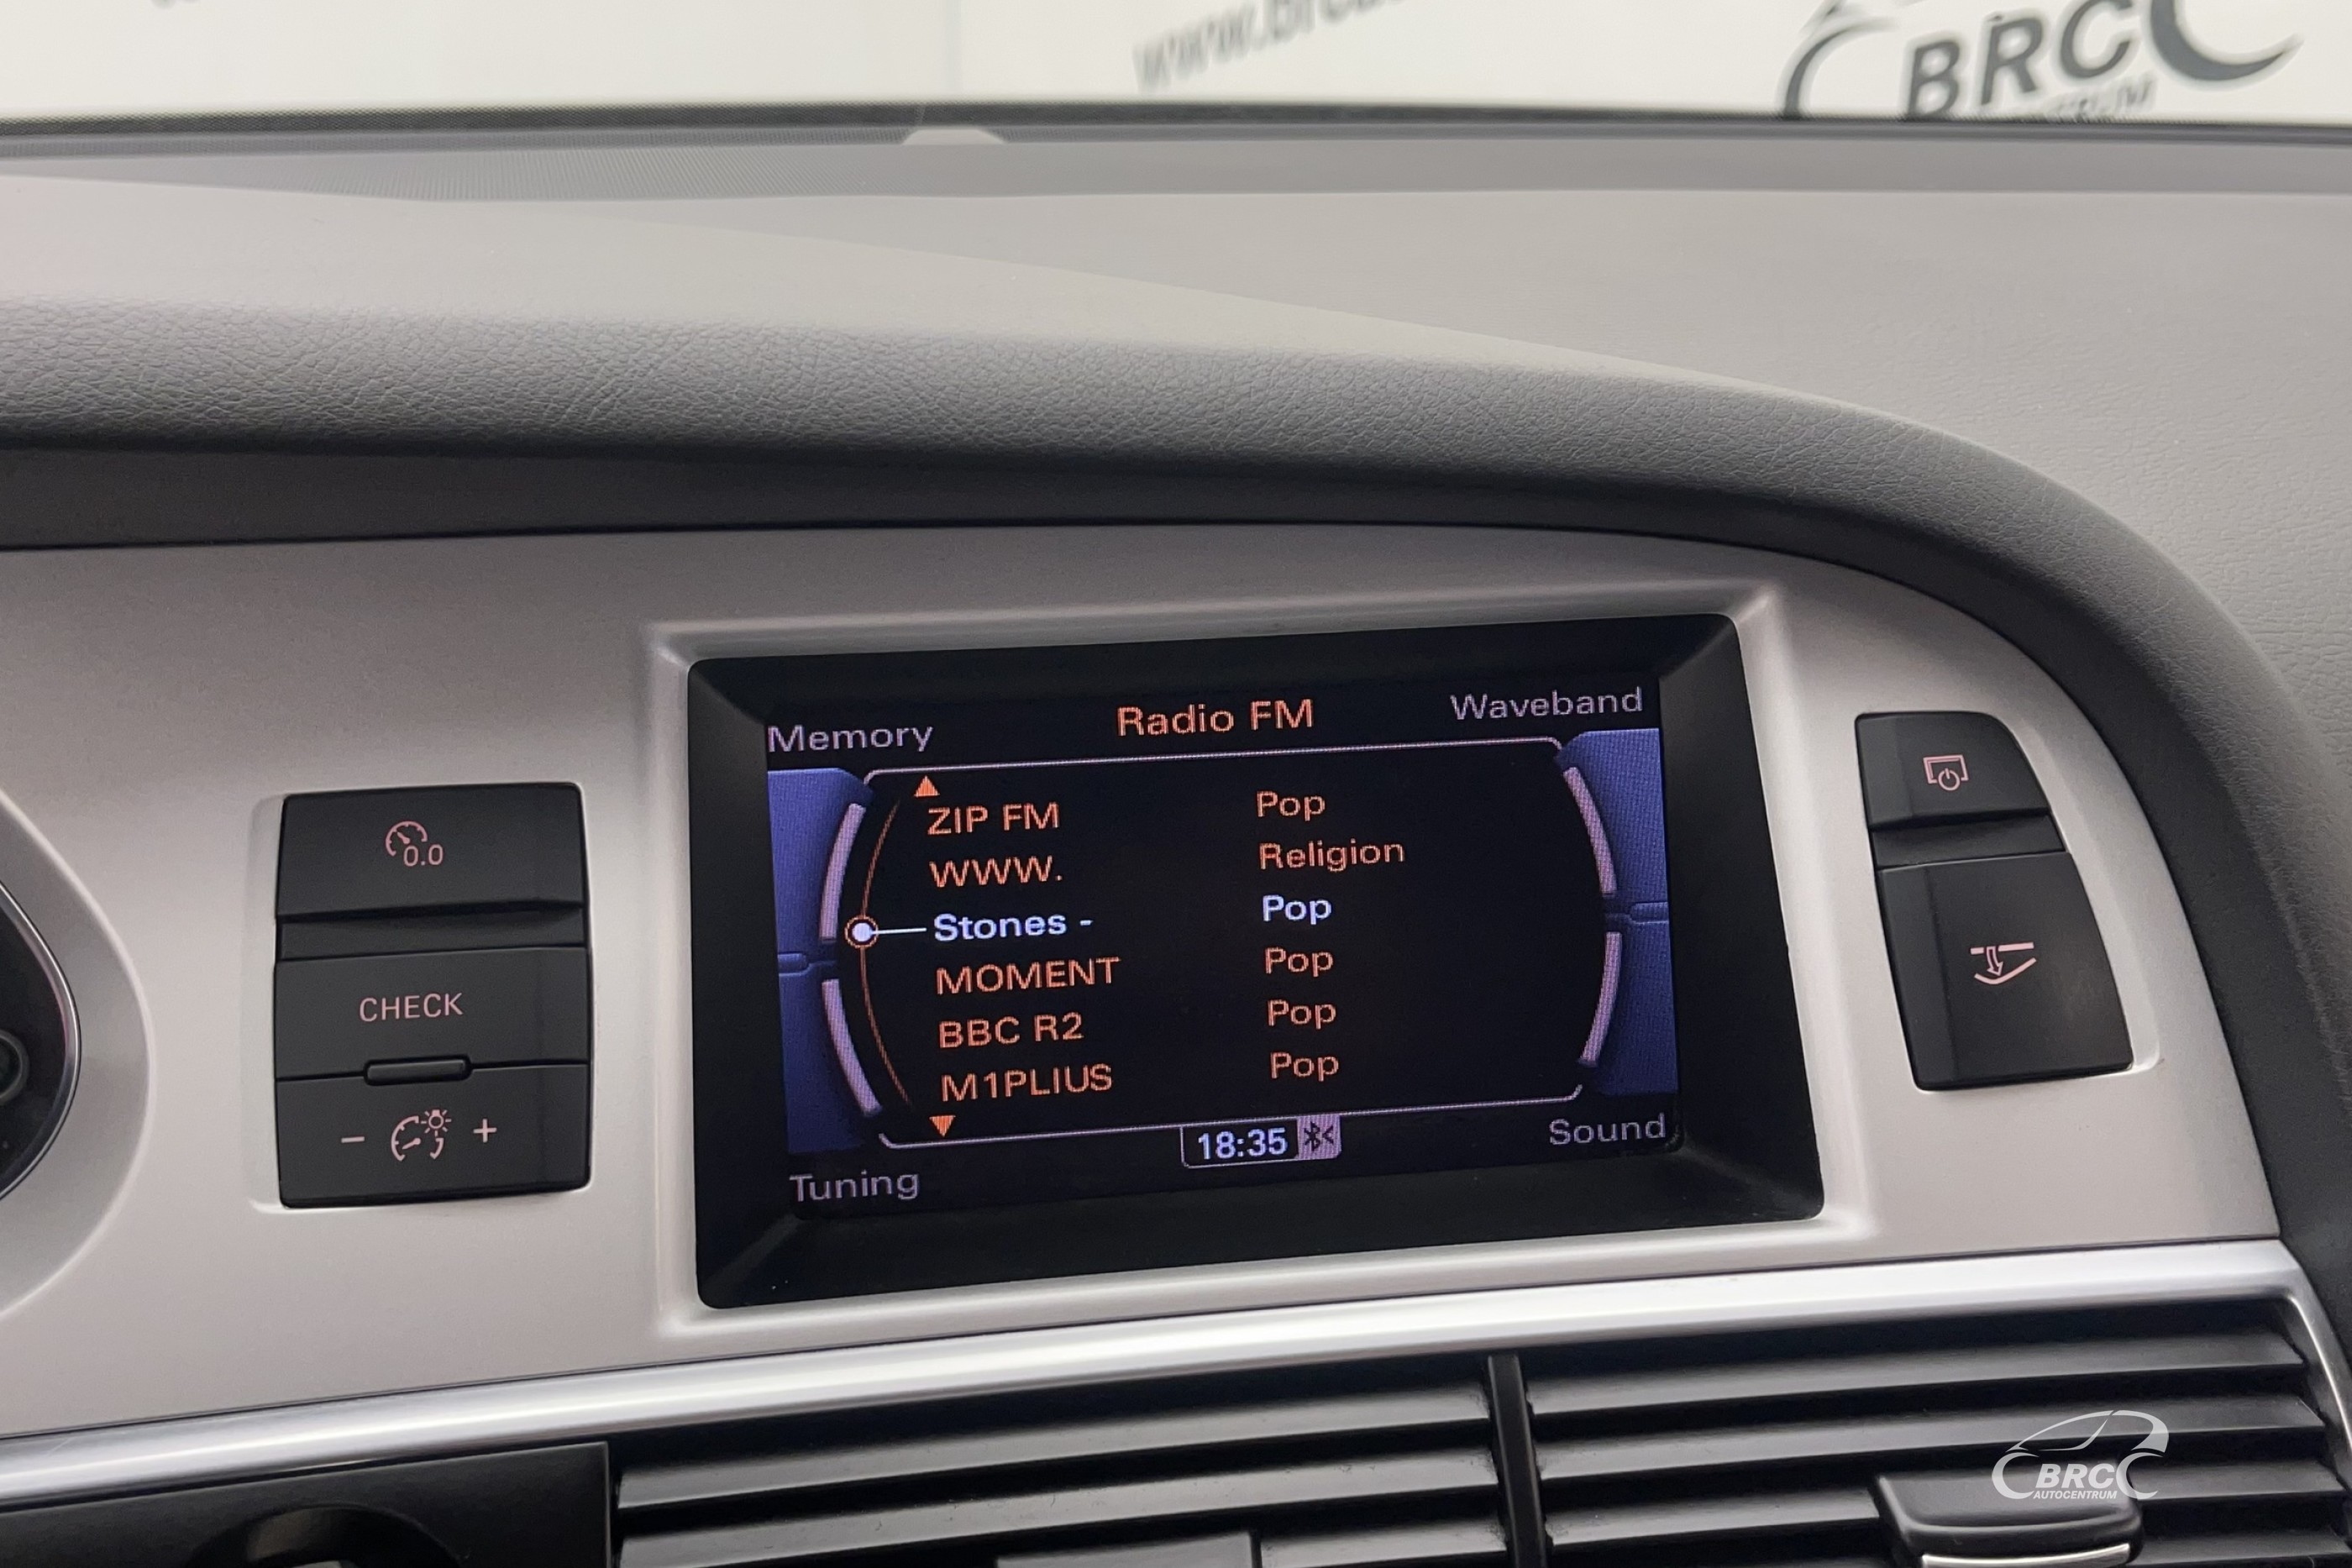 BRC
Memory
Radio FM
Waveband
ZIP FM Pop
WWW. Religion
Stones - Pop
MOMENT Pop
BBC R2 Pop
M1PLIUS Pop
18:35
Tuning
Sound
0.0
CHECK
- +
BRC
AUTOCENTRUM